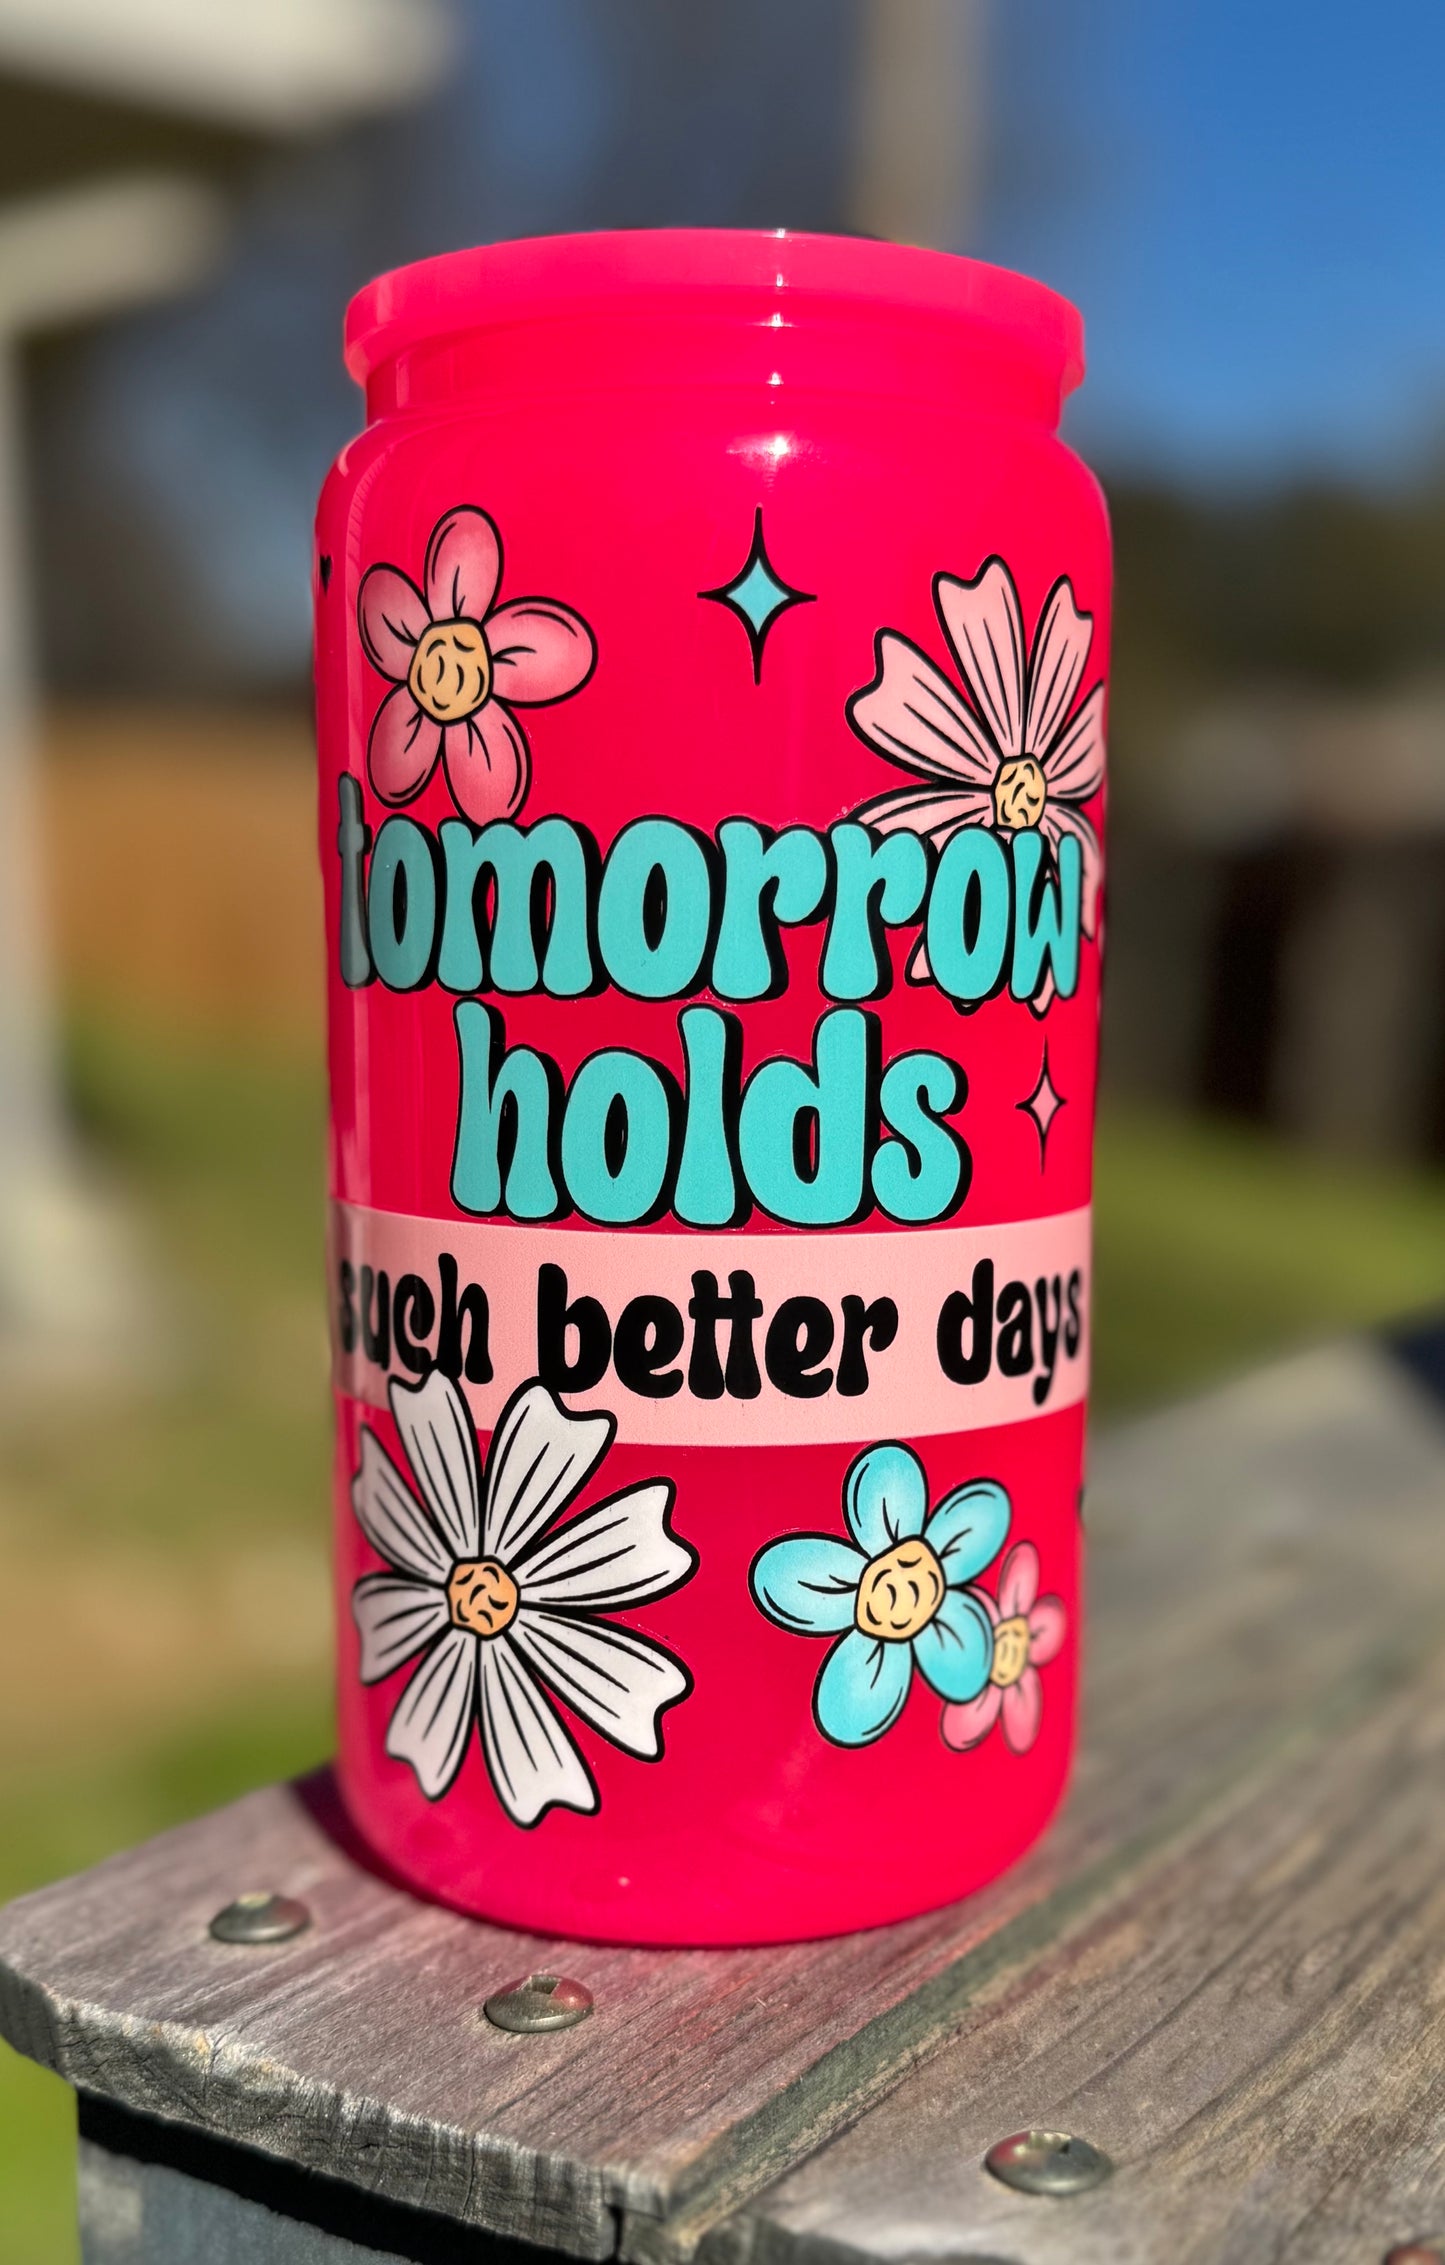 tomorrow
holds
such better days